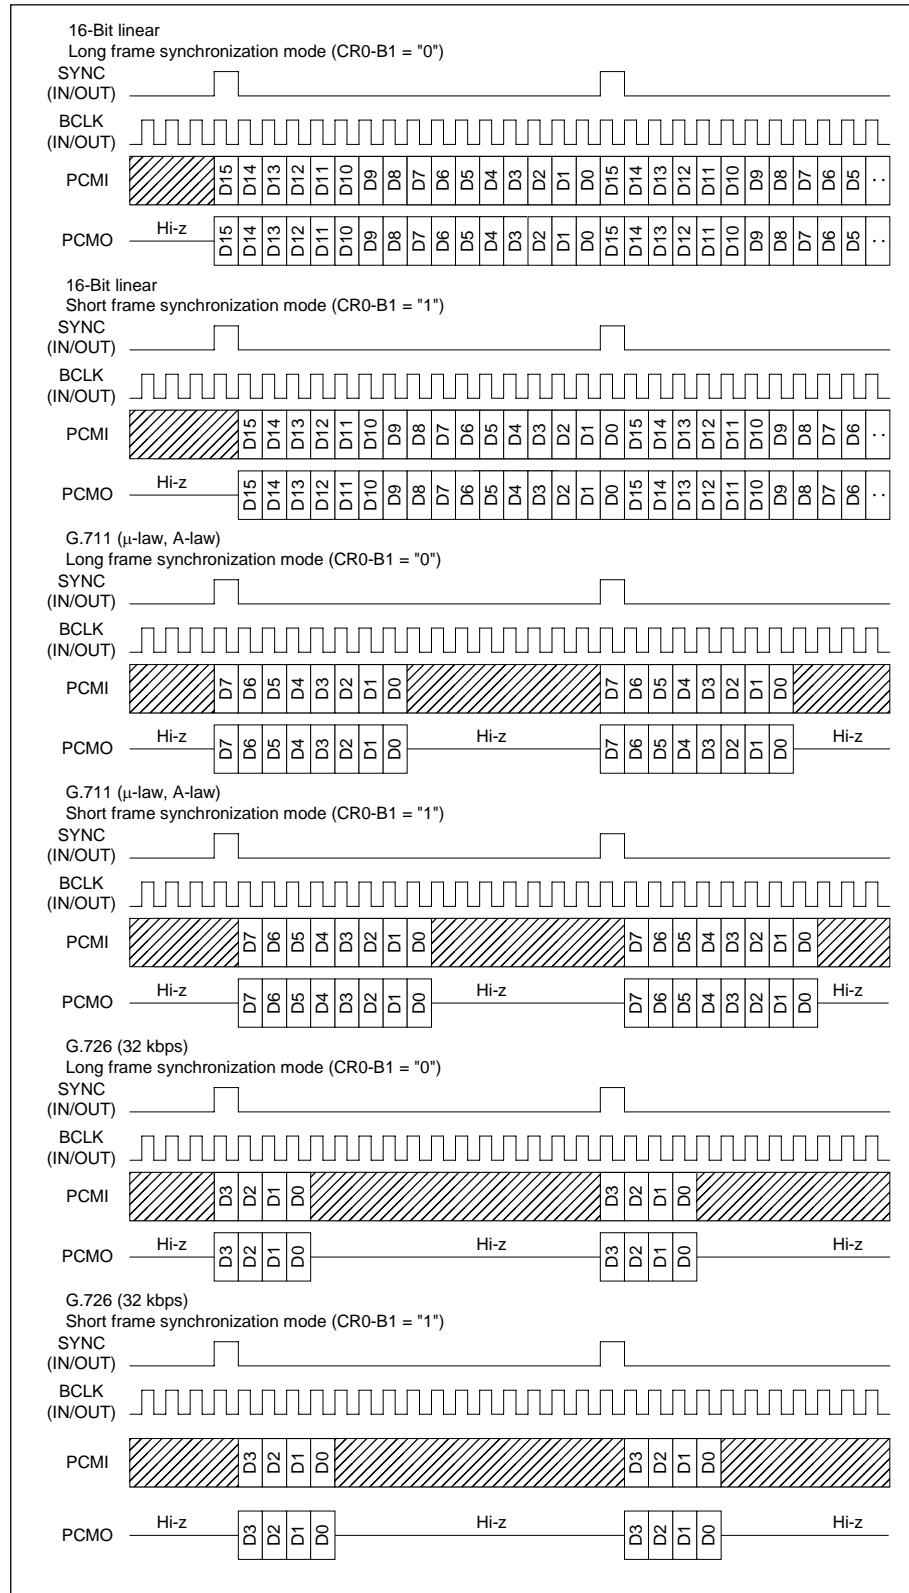 16-Bit linear
Long frame synchronization mode (CR0-B1 = "0")
SYNC
(IN/OUT)
BCLK
(IN/OUT)
PCMI D15 D14 D13 D12 D11 D10 D9 D8 D7 D6 D5 D4 D3 D2 D1 D0 D15 D14 D13 D12 D11 D10 D9 D8 D7 D6 D5 ..
PCMO Hi-z D15 D14 D13 D12 D11 D10 D9 D8 D7 D6 D5 D4 D3 D2 D1 D0 D15 D14 D13 D12 D11 D10 D9 D8 D7 D6 D5 ..
16-Bit linear
Short frame synchronization mode (CR0-B1 = "1")
SYNC
(IN/OUT)
BCLK
(IN/OUT)
PCMI D15 D14 D13 D12 D11 D10 D9 D8 D7 D6 D5 D4 D3 D2 D1 D0 D15 D14 D13 D12 D11 D10 D9 D8 D7 D6 ..
PCMO Hi-z D15 D14 D13 D12 D11 D10 D9 D8 D7 D6 D5 D4 D3 D2 D1 D0 D15 D14 D13 D12 D11 D10 D9 D8 D7 D6 ..
G.711 (μ-law, A-law)
Long frame synchronization mode (CR0-B1 = "0")
SYNC
(IN/OUT)
BCLK
(IN/OUT)
PCMI D7 D6 D5 D4 D3 D2 D1 D0 D7 D6 D5 D4 D3 D2 D1 D0
PCMO Hi-z D7 D6 D5 D4 D3 D2 D1 D0 Hi-z D7 D6 D5 D4 D3 D2 D1 D0 Hi-z
G.711 (μ-law, A-law)
Short frame synchronization mode (CR0-B1 = "1")
SYNC
(IN/OUT)
BCLK
(IN/OUT)
PCMI D7 D6 D5 D4 D3 D2 D1 D0 D7 D6 D5 D4 D3 D2 D1 D0
PCMO Hi-z D7 D6 D5 D4 D3 D2 D1 D0 Hi-z D7 D6 D5 D4 D3 D2 D1 D0 Hi-z
G.726 (32 kbps)
Long frame synchronization mode (CR0-B1 = "0")
SYNC
(IN/OUT)
BCLK
(IN/OUT)
PCMI D3 D2 D1 D0 D3 D2 D1 D0
PCMO Hi-z D3 D2 D1 D0 Hi-z D3 D2 D1 D0 Hi-z
G.726 (32 kbps)
Short frame synchronization mode (CR0-B1 = "1")
SYNC
(IN/OUT)
BCLK
(IN/OUT)
PCMI D3 D2 D1 D0 D3 D2 D1 D0
PCMO Hi-z D3 D2 D1 D0 Hi-z D3 D2 D1 D0 Hi-z